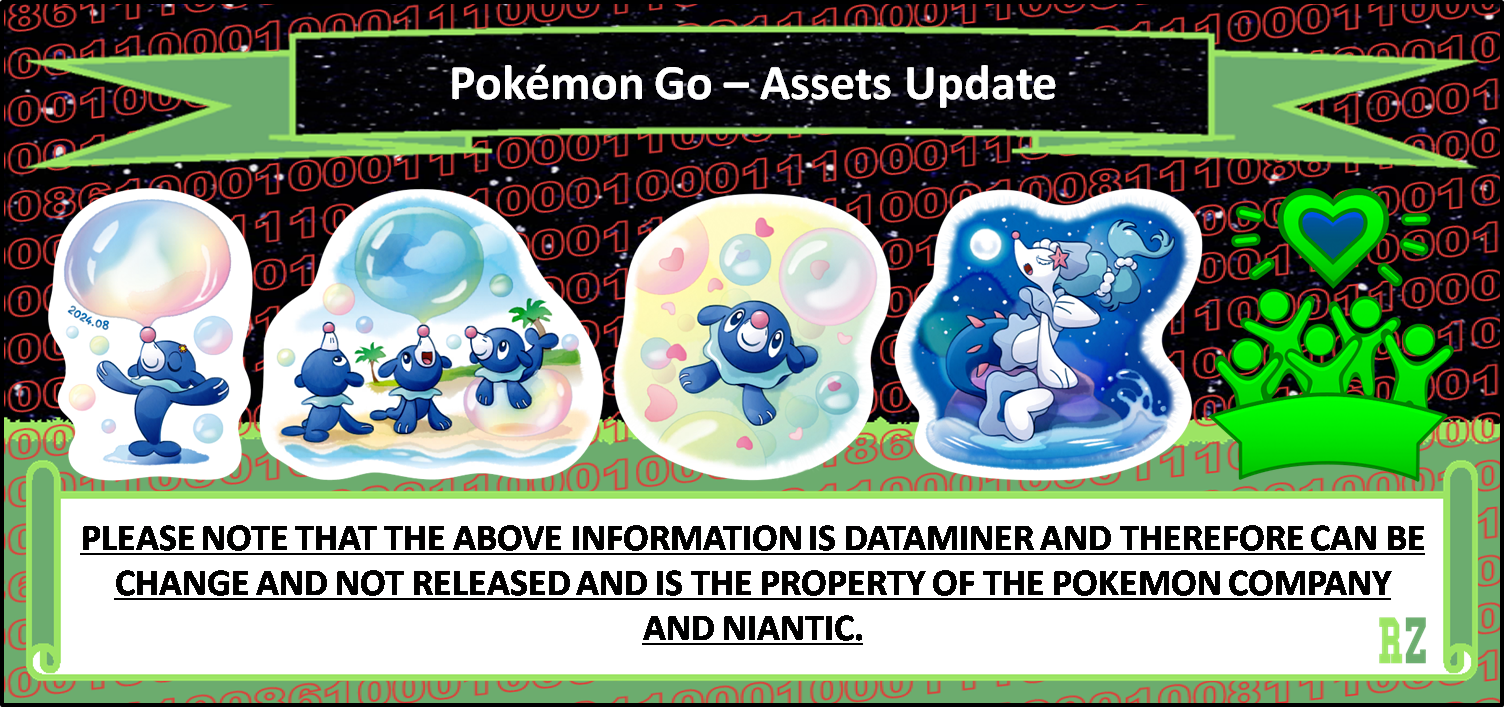 Pokémon Go – Assets Update
2024.08
PLEASE NOTE THAT THE ABOVE INFORMATION IS DATAMINER AND THEREFORE CAN BE
CHANGE AND NOT RELEASED AND IS THE PROPERTY OF THE POKEMON COMPANY
AND NIANTIC.
RZ